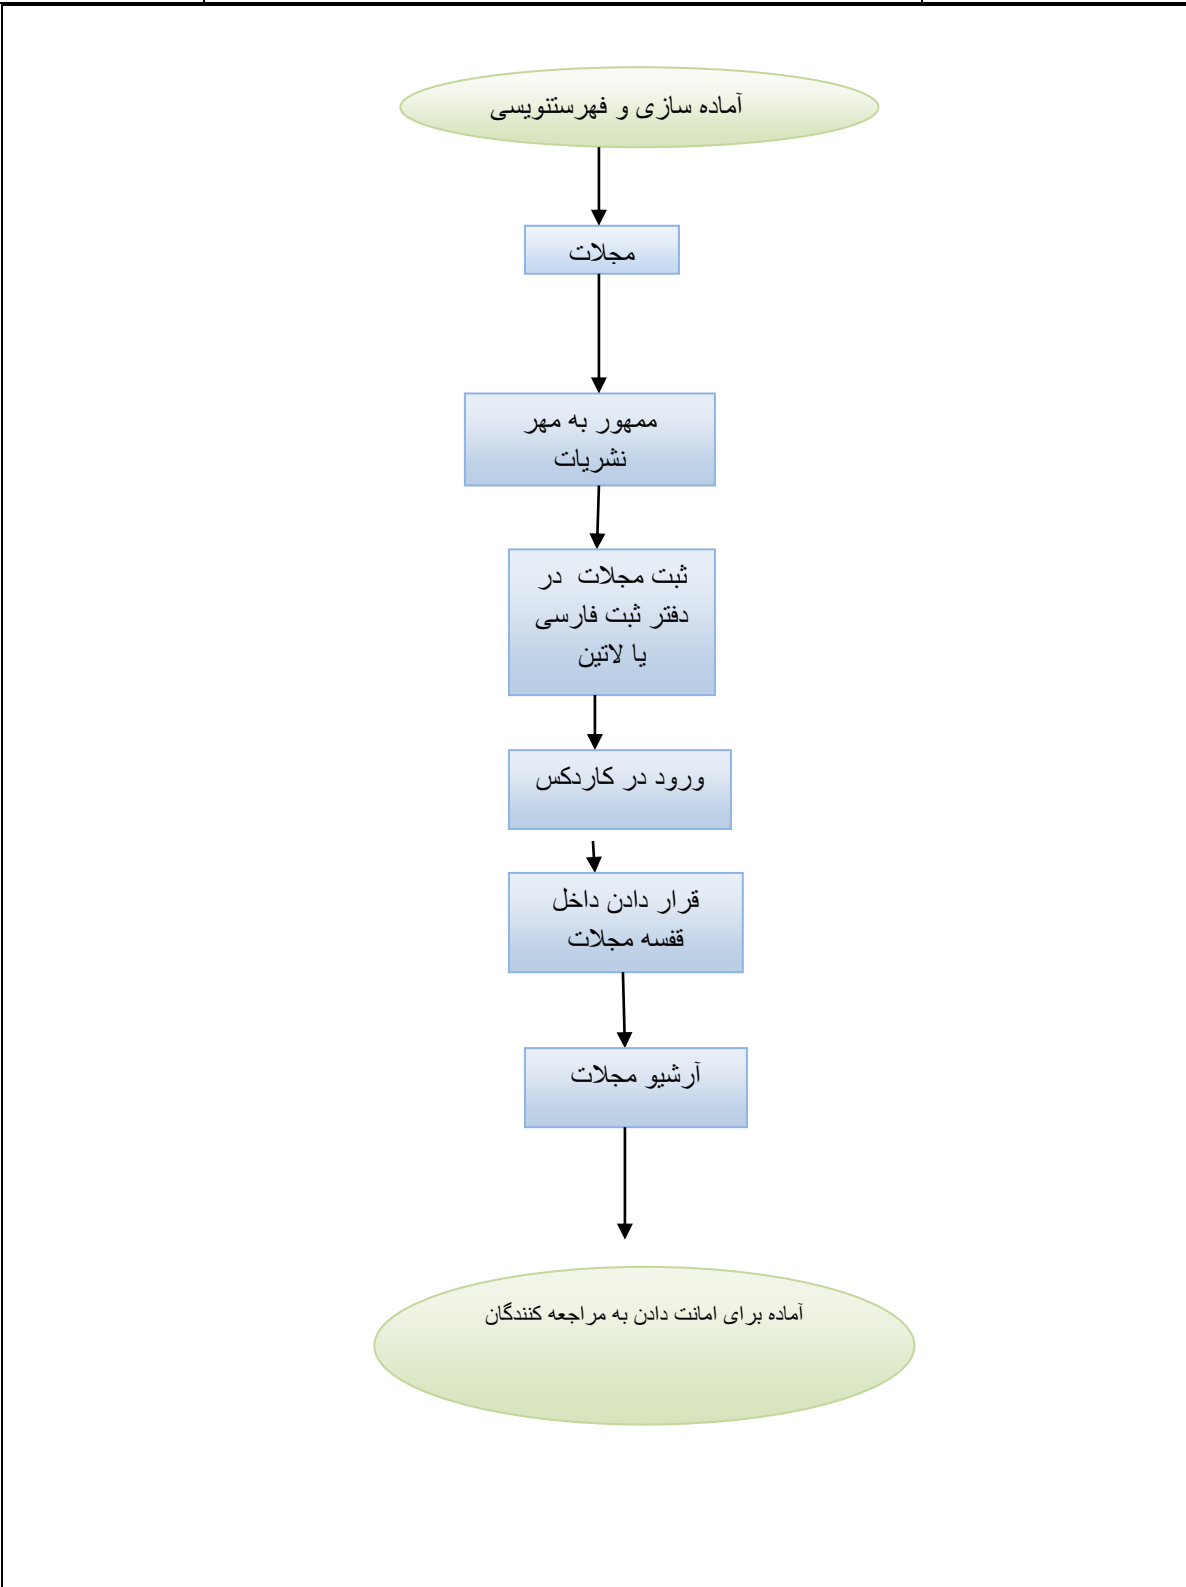 آماده سازی و فهرستنویسی
مجلات
ممهور به مهر
نشریات
ثبت مجلات در
دفتر ثبت فارسی
یا لاتین
ورود در کاردکس
قرار دادن داخل
قفسه مجلات
آرشیو مجلات
آماده برای امانت دادن به مراجعه کنندگان